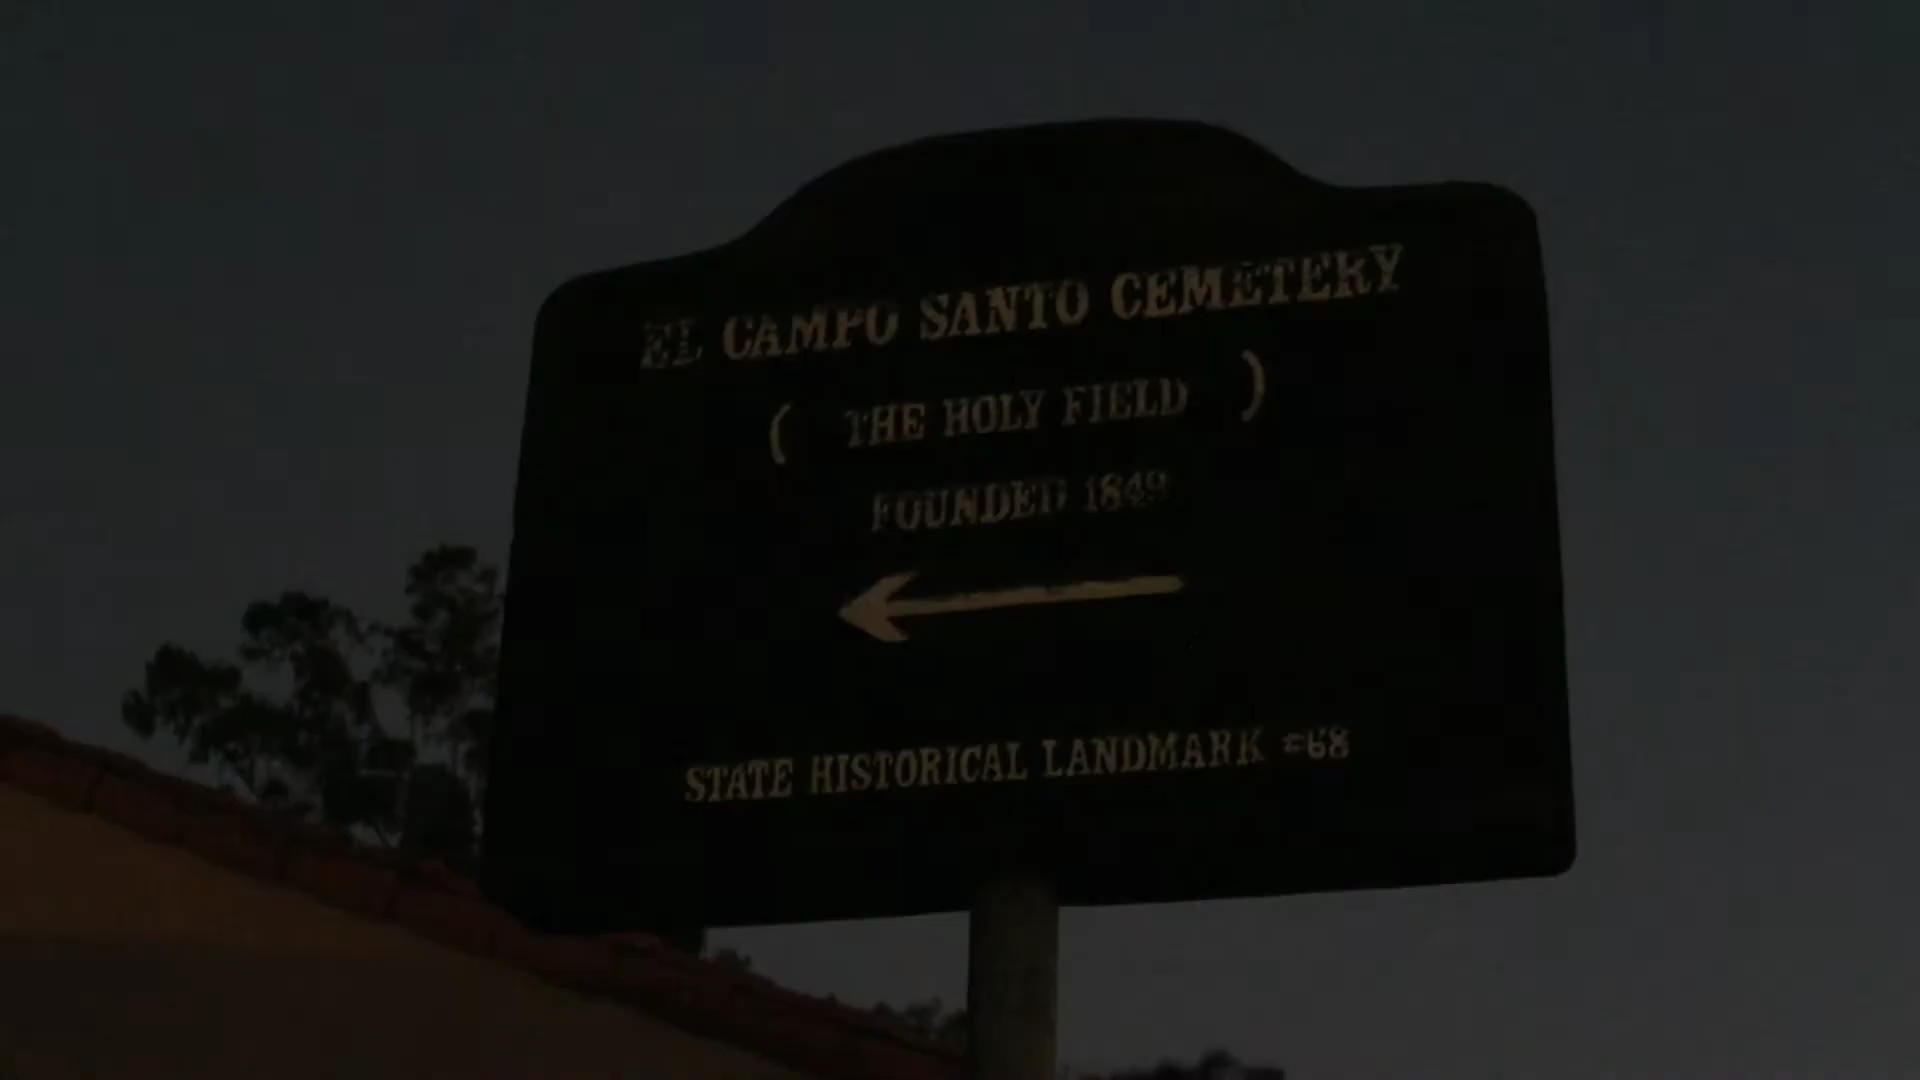 EL CAMPO SANTO CEMETERY
( THE HOLY FIELD )
FOUNDED 1849
STATE HISTORICAL LANDMARK #68